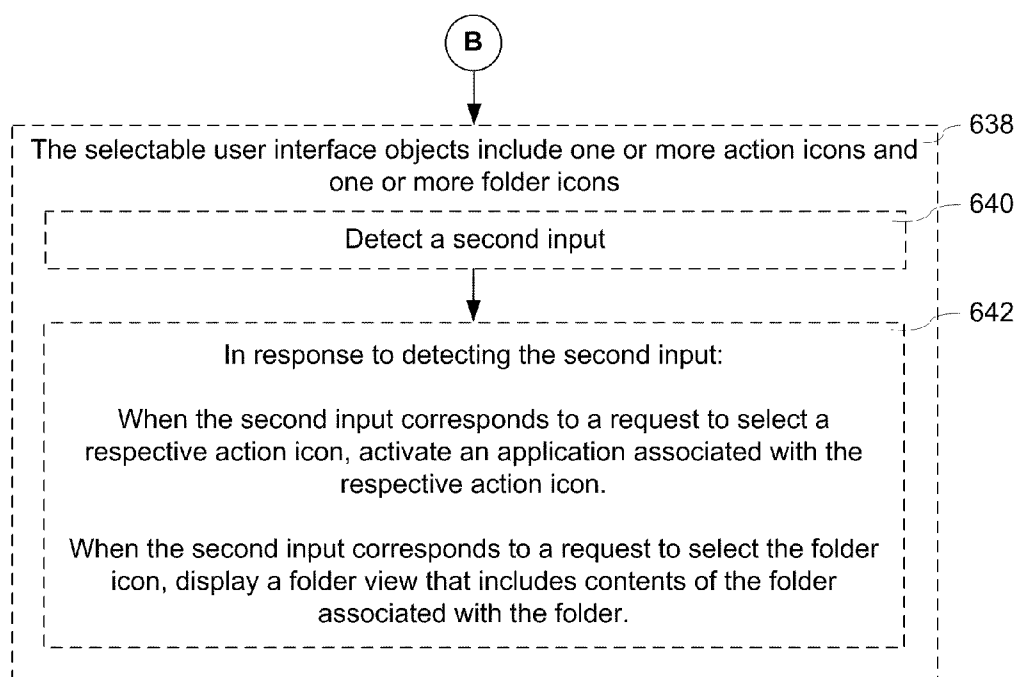 B
638
The selectable user interface objects include one or more action icons and
one or more folder icons
640
Detect a second input
642
In response to detecting the second input:
When the second input corresponds to a request to select a
respective action icon, activate an application associated with the
respective action icon.
When the second input corresponds to a request to select the folder
icon, display a folder view that includes contents of the folder
associated with the folder.